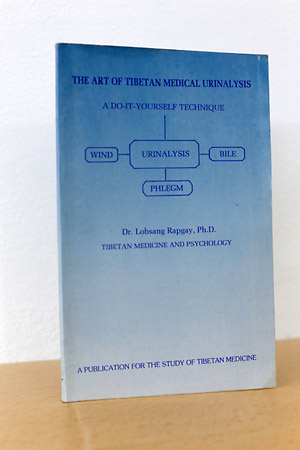 THE ART OF TIBETAN MEDICAL URINALYSIS
A DO-IT-YOURSELF TECHNIQUE
WIND
URINALYSIS
BILE
PHLEGM
Dr. Lobsang Rapgay, Ph.D.
TIBETAN MEDICINE AND PSYCHOLOGY
A PUBLICATION FOR THE STUDY OF TIBETAN MEDICINE